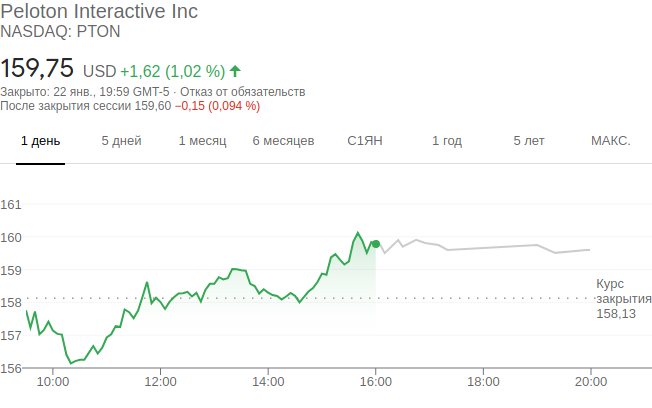 Peloton Interactive Inc
NASDAQ: PTON
159,75 USD +1,62 (1,02 %)
Закрыто: 22 янв., 19:59 GMT-5 · Отказ от обязательств
После закрытия сессии 159,60 −0,15 (0,094 %)
1 день 5 дней 1 месяц 6 месяцев С1ЯН 1 год 5 лет МАКС.
161
160
159
158
157
156
Курс
закрытия
158,13
10:00 12:00 14:00 16:00 18:00 20:00